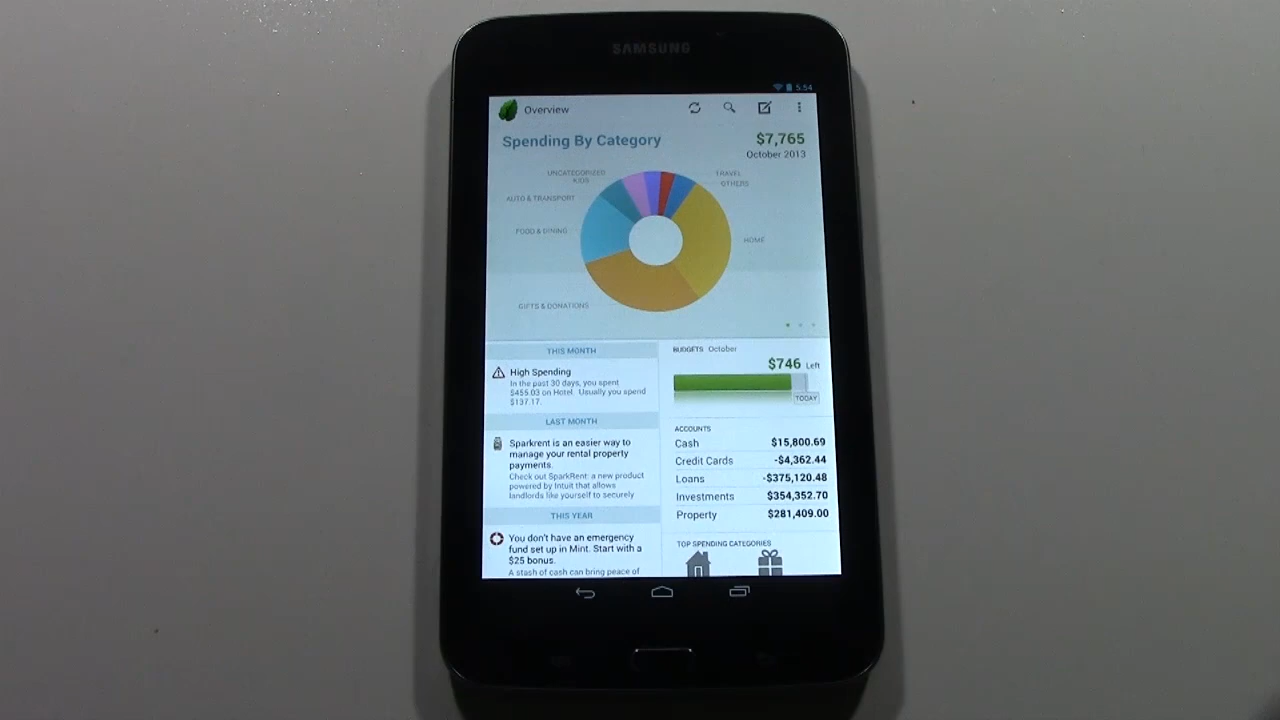 SAMSUNG
5:54
Overview
Spending By Category
$7,765
October 2013
UNCATEGORIZED
KIDS
TRAVEL
OTHERS
AUTO & TRANSPORT
FOOD & DINING
HOME
GIFTS & DONATIONS
THIS MONTH
High Spending
In the past 30 days, you spent
$455.03 on Hotel. Usually you spend
$137.17.
LAST MONTH
Sparkrent is an easier way to
manage your rental property
payments.
Check out SparkRent: a new product
powered by Intuit that allows
landlords like yourself to securely
THIS YEAR
You don't have an emergency
fund set up in Mint. Start with a
$25 bonus.
A stash of cash can bring peace of
BUDGETS October
$746 Left
TODAY
ACCOUNTS
Cash $15,800.69
Credit Cards -$4,362.44
Loans -$375,120.48
Investments $354,352.70
Property $281,409.00
TOP SPENDING CATEGORIES